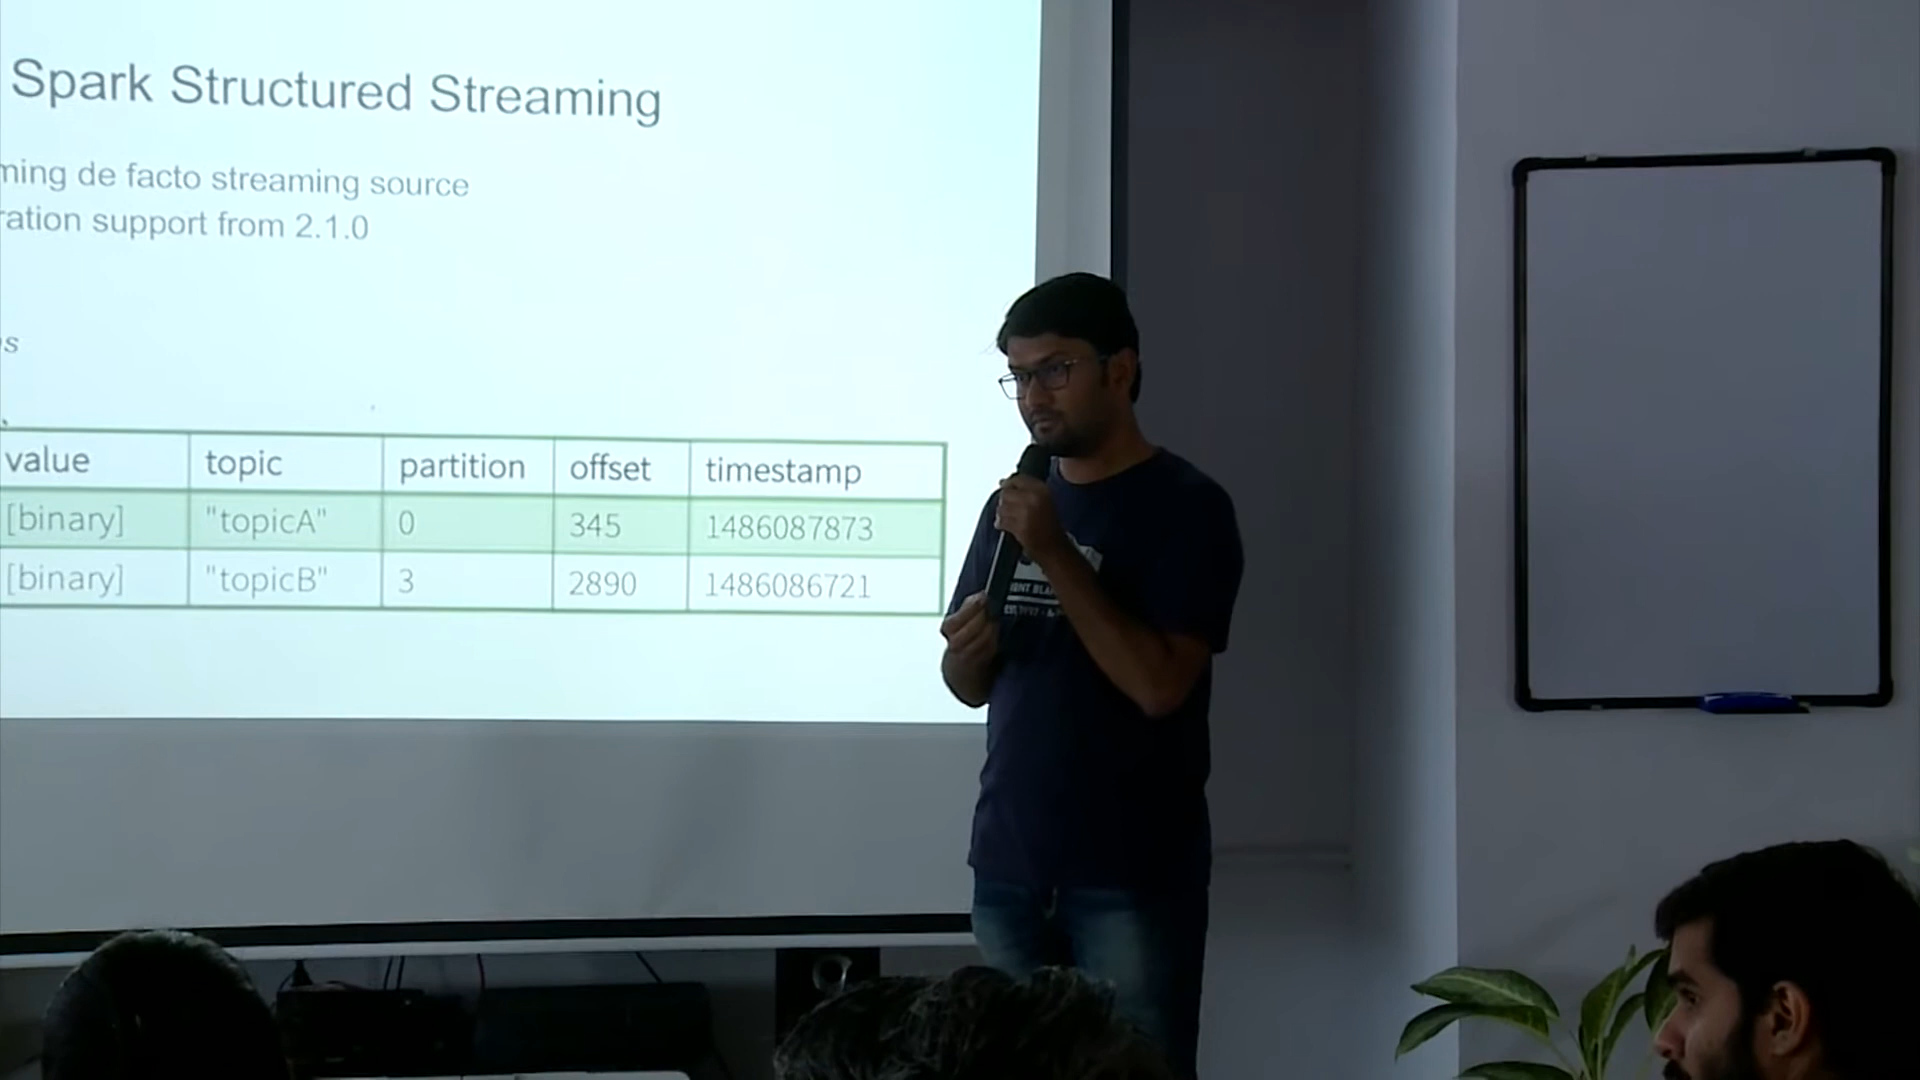 Spark Structured Streaming
ming de facto streaming source
ration support from 2.1.0
s
value topic partition offset timestamp
[binary] "topicA" 0 345 1486087873
[binary] "topicB" 3 2890 1486086721